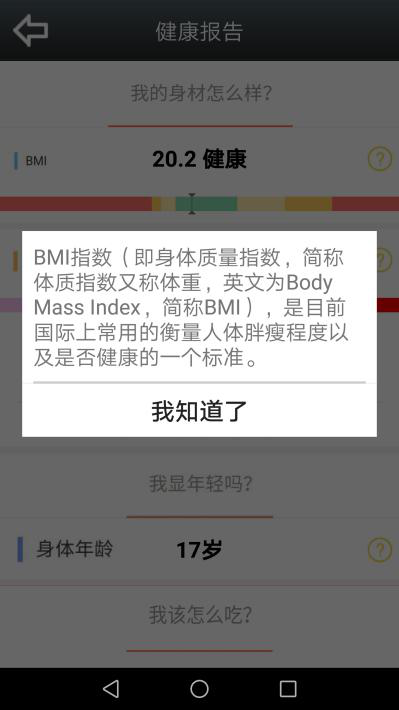 健康报告
我的身材怎么样?
BMI
20.2 健康
?
?
BMI指数（即身体质量指数，简称
体质指数又称体重，英文为Body
Mass Index，简称BMI），是目前
国际上常用的衡量人体胖瘦程度以
及是否健康的一个标准。
我知道了
我显年轻吗?
身体年龄
17岁
?
我该怎么吃?